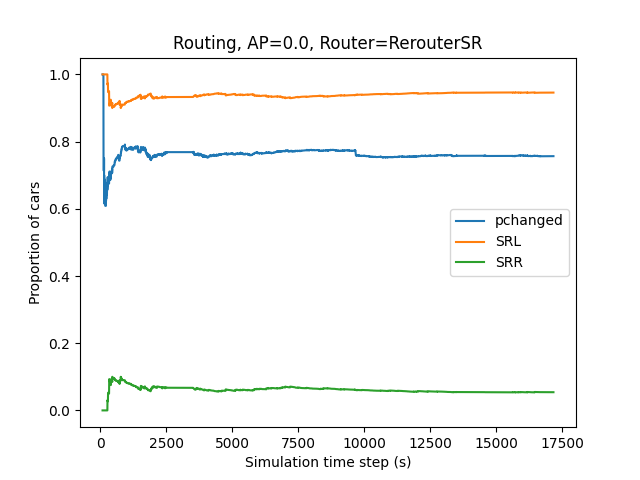 Routing, AP=0.0, Router=RerouterSR
Proportion of cars
1.0
0.8
0.6
0.4
0.2
0.0
pchanged
SRL
SRR
0
2500
5000
7500
10000
12500
15000
17500
Simulation time step (s)